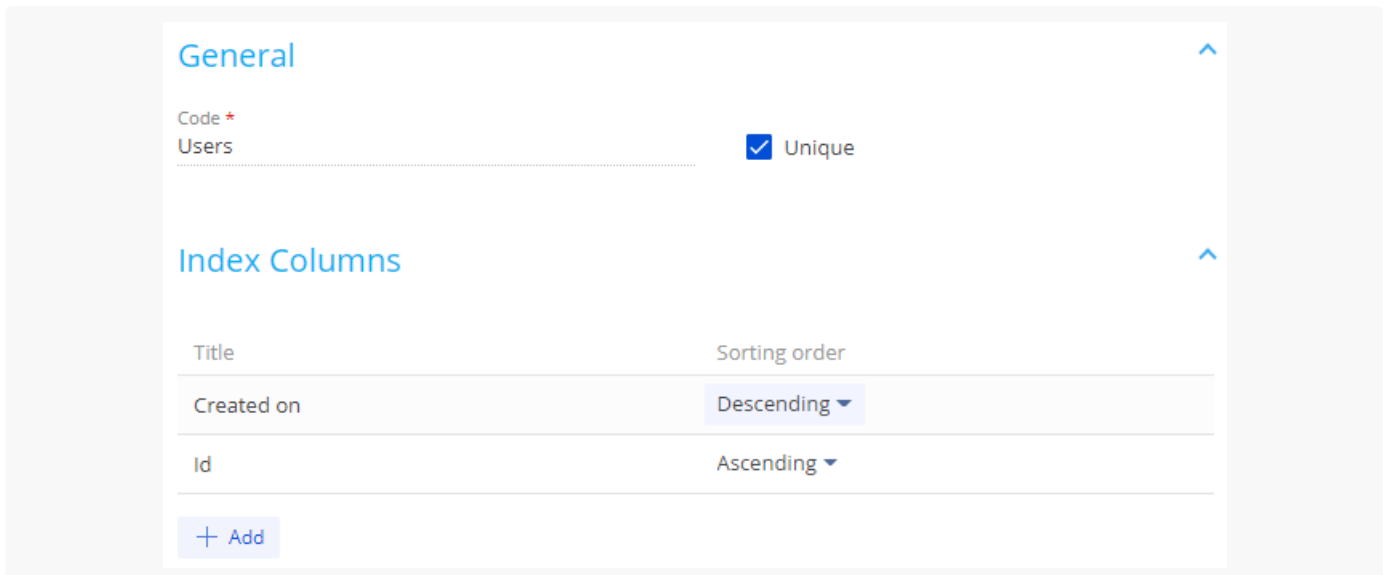 General
Code *
Users
Unique
Index Columns
Title Sorting order
Created on Descending
Id Ascending
+ Add